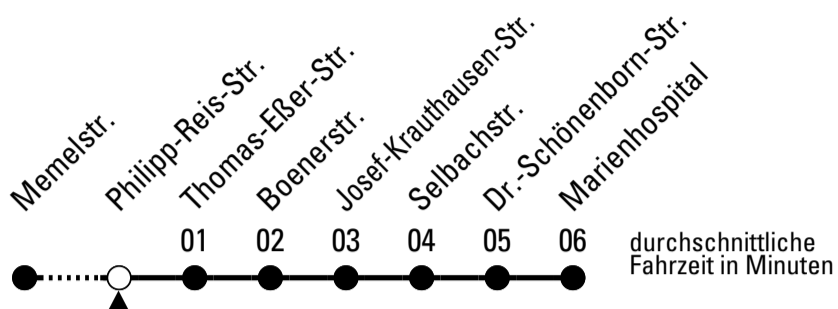 Memelstr.
Philipp-Reis-Str.
Thomas-Eßer-Str.
Boenerstr.
Josef-Krauthausen-Str.
Selbachstr.
Dr.-Schönenborn-Str.
Marienhospital
01 02 03 04 05 06
durchschnittliche
Fahrzeit in Minuten